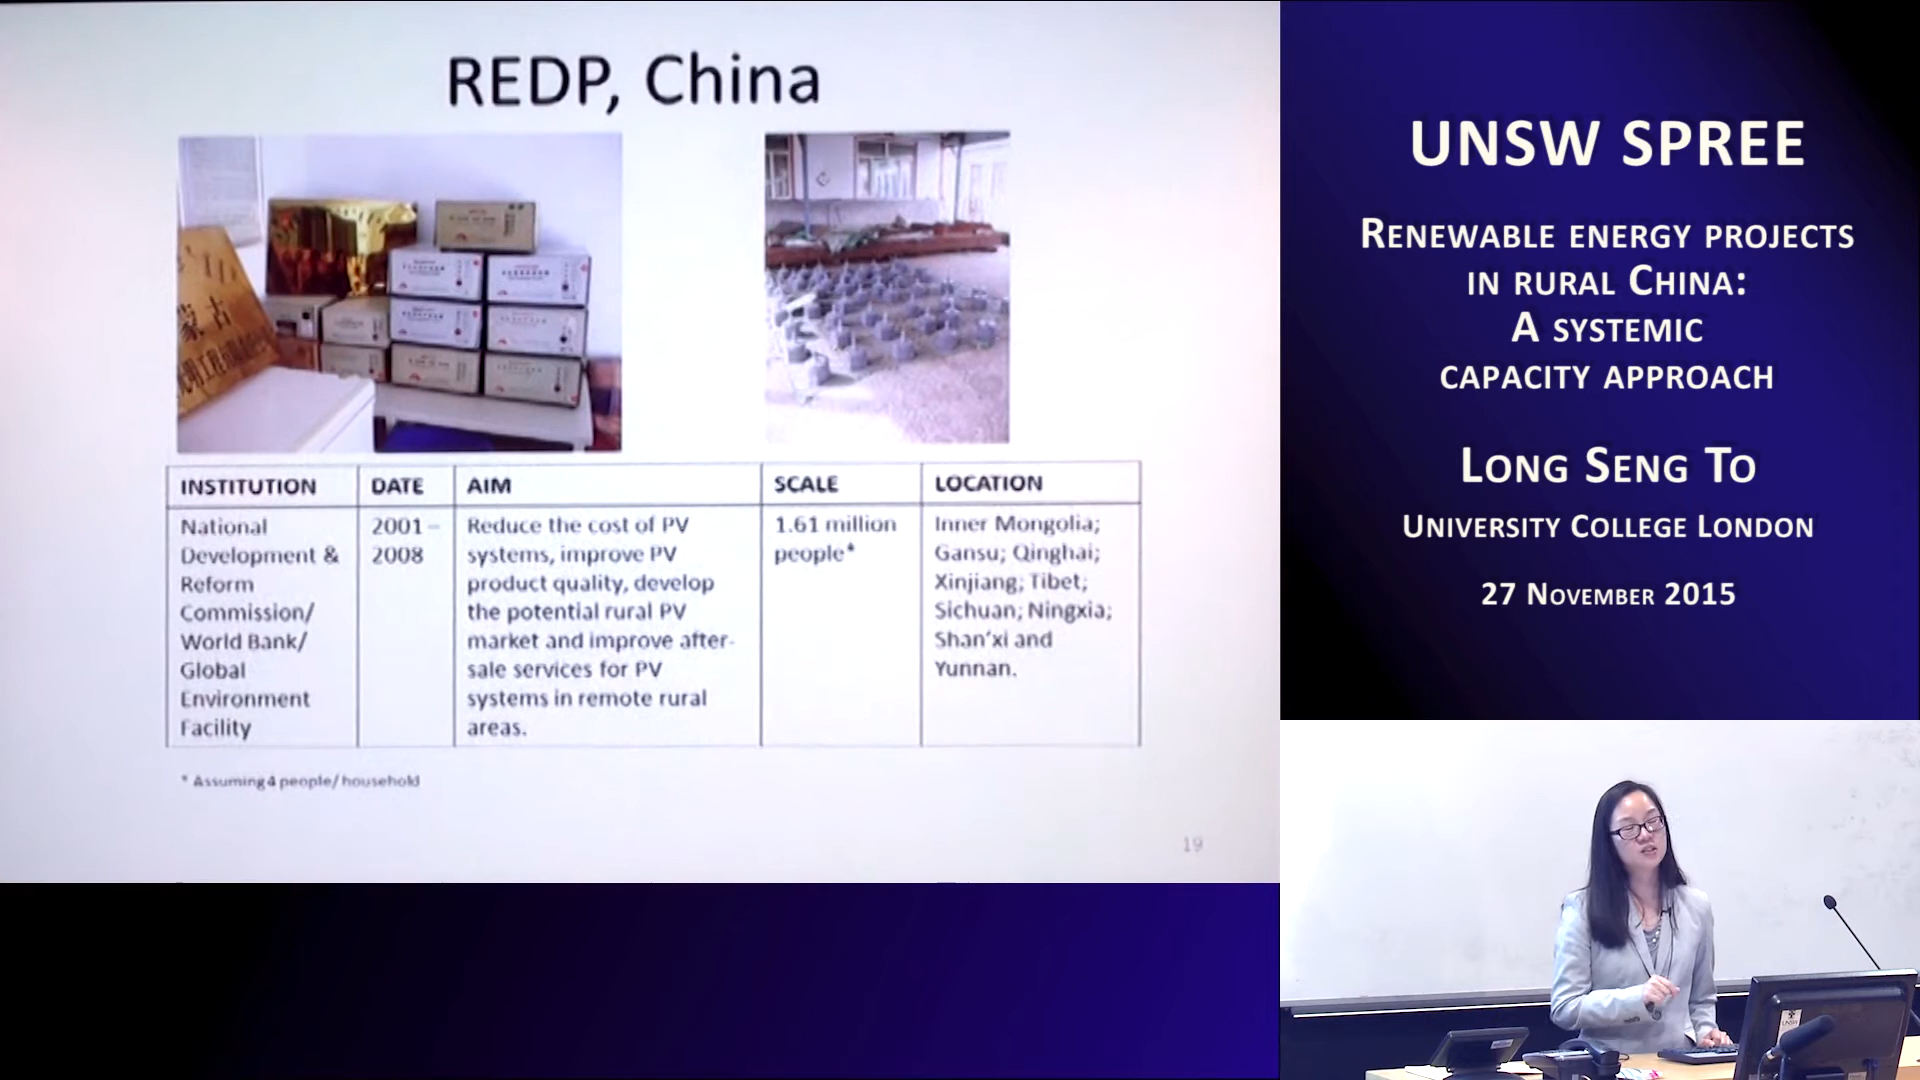 REDP, China
蒙古
INSTITUTION
DATE
AIM
SCALE
LOCATION
National
Development &
Reform
Commission/
World Bank/
Global
Environment
Facility
2001 –
2008
Reduce the cost of PV
systems, improve PV
product quality, develop
the potential rural PV
market and improve after-
sale services for PV
systems in remote rural
areas.
1.61 million
people*
Inner Mongolia;
Gansu; Qinghai;
Xinjiang; Tibet;
Sichuan; Ningxia;
Shan'xi and
Yunnan.
* Assuming 4 people/ household
19
UNSW SPREE
RENEWABLE ENERGY PROJECTS
IN RURAL CHINA:
A SYSTEMIC
CAPACITY APPROACH
LONG SENG TO
UNIVERSITY COLLEGE LONDON
27 NOVEMBER 2015
UNSW